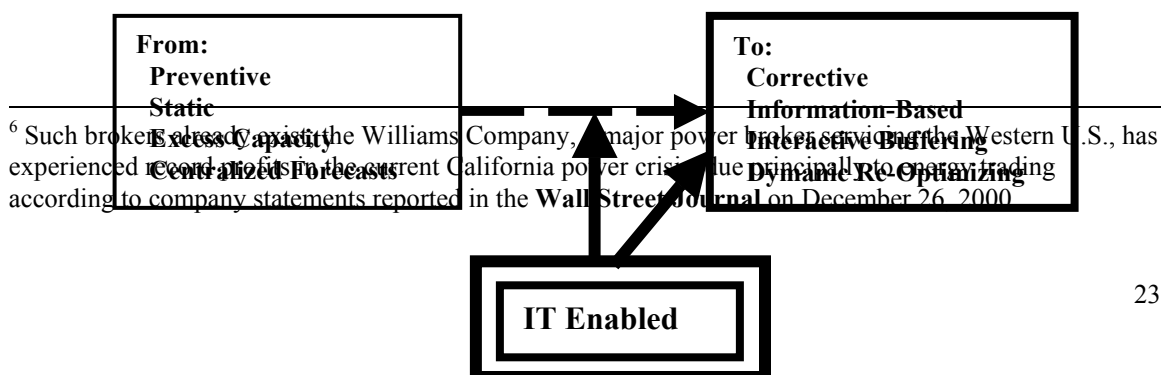 From:
Preventive
Static
Excess Capacity
Centralized Forecasts
To:
Corrective
Information-Based
Interactive Buffering
Dymanic Re-Optimizing
6 Such brokers already exist; the Williams Company, a major power broker servicing the Western U.S., has
experienced record profits in the current California power crisis due principally to energy trading
according to company statements reported in the Wall Street Journal on December 26, 2000
IT Enabled
23